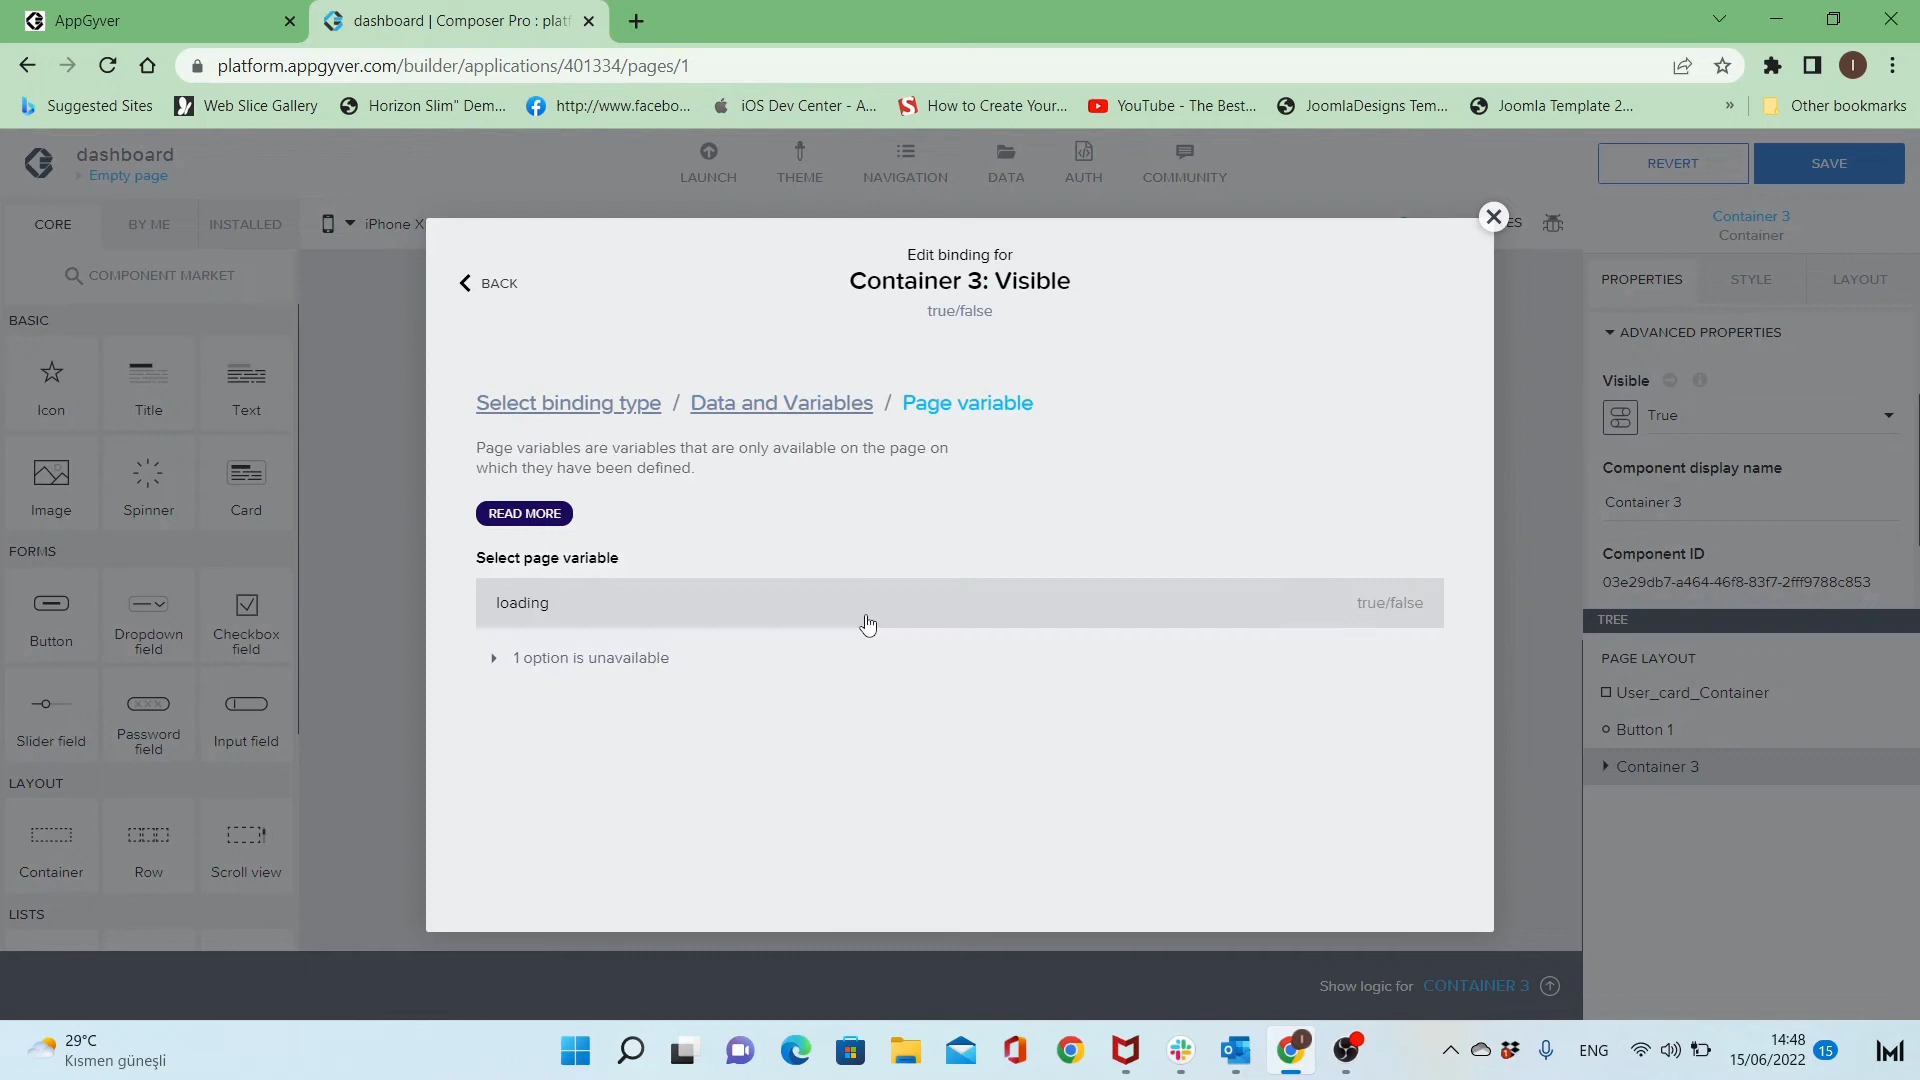 AppGyver
dashboard | Composer Pro : platf
platform.appgyver.com/builder/applications/401334/pages/1
I
Suggested Sites
Web Slice Gallery
Horizon Slim" Dem...
http://www.facebo...
iOS Dev Center - A...
How to Create Your...
YouTube - The Best...
JoomlaDesigns Tem...
Joomla Template 2...
»
Other bookmarks
dashboard
Empty page
LAUNCH
THEME
NAVIGATION
DATA
AUTH
COMMUNITY
REVERT
SAVE
CORE
BY ME
INSTALLED
iPhone X
ES
Container 3
Container
COMPONENT MARKET
PROPERTIES
STYLE
LAYOUT
BASIC
Icon
Title
Text
Image
Spinner
Card
FORMS
Button
Dropdown
field
Checkbox
field
Slider field
Password
field
Input field
LAYOUT
Container
Row
Scroll view
LISTS
BACK
Edit binding for
Container 3: Visible
true/false
Select binding type / Data and Variables / Page variable
Page variables are variables that are only available on the page on
which they have been defined.
READ MORE
Select page variable
loading
true/false
1 option is unavailable
ADVANCED PROPERTIES
Visible
True
Component display name
Container 3
Component ID
03e29db7-a464-46f8-83f7-2fff9788c853
TREE
PAGE LAYOUT
User_card_Container
Button 1
Container 3
Show logic for CONTAINER 3
29°C
Kısmen güneşli
ENG
14:48
15/06/2022
15